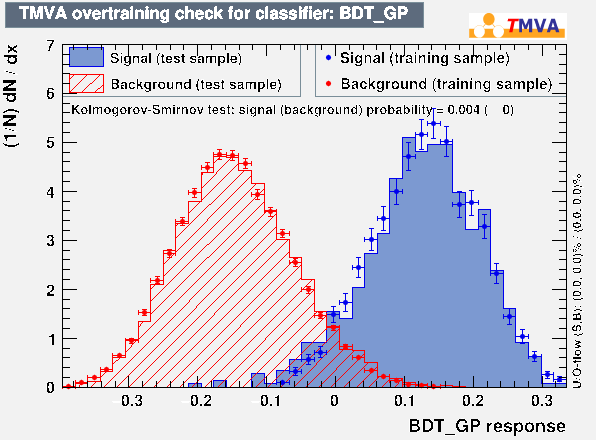 TMVA overtraining check for classifier: BDT_GP
TMVA
Signal (test sample)
Signal (training sample)
Background (test sample)
Background (training sample)
Kolmogorov-Smirnov test: signal (background) probability = 0.004 ( 0)
(1/N) dN / dx
7
6
5
4
3
2
1
0
0.3 0.2 0.1 0 0.1 0.2 0.3
BDT_GP response
U/O-flow (S,B): (0.0, 0.0)% / (0.0, 0.0)%